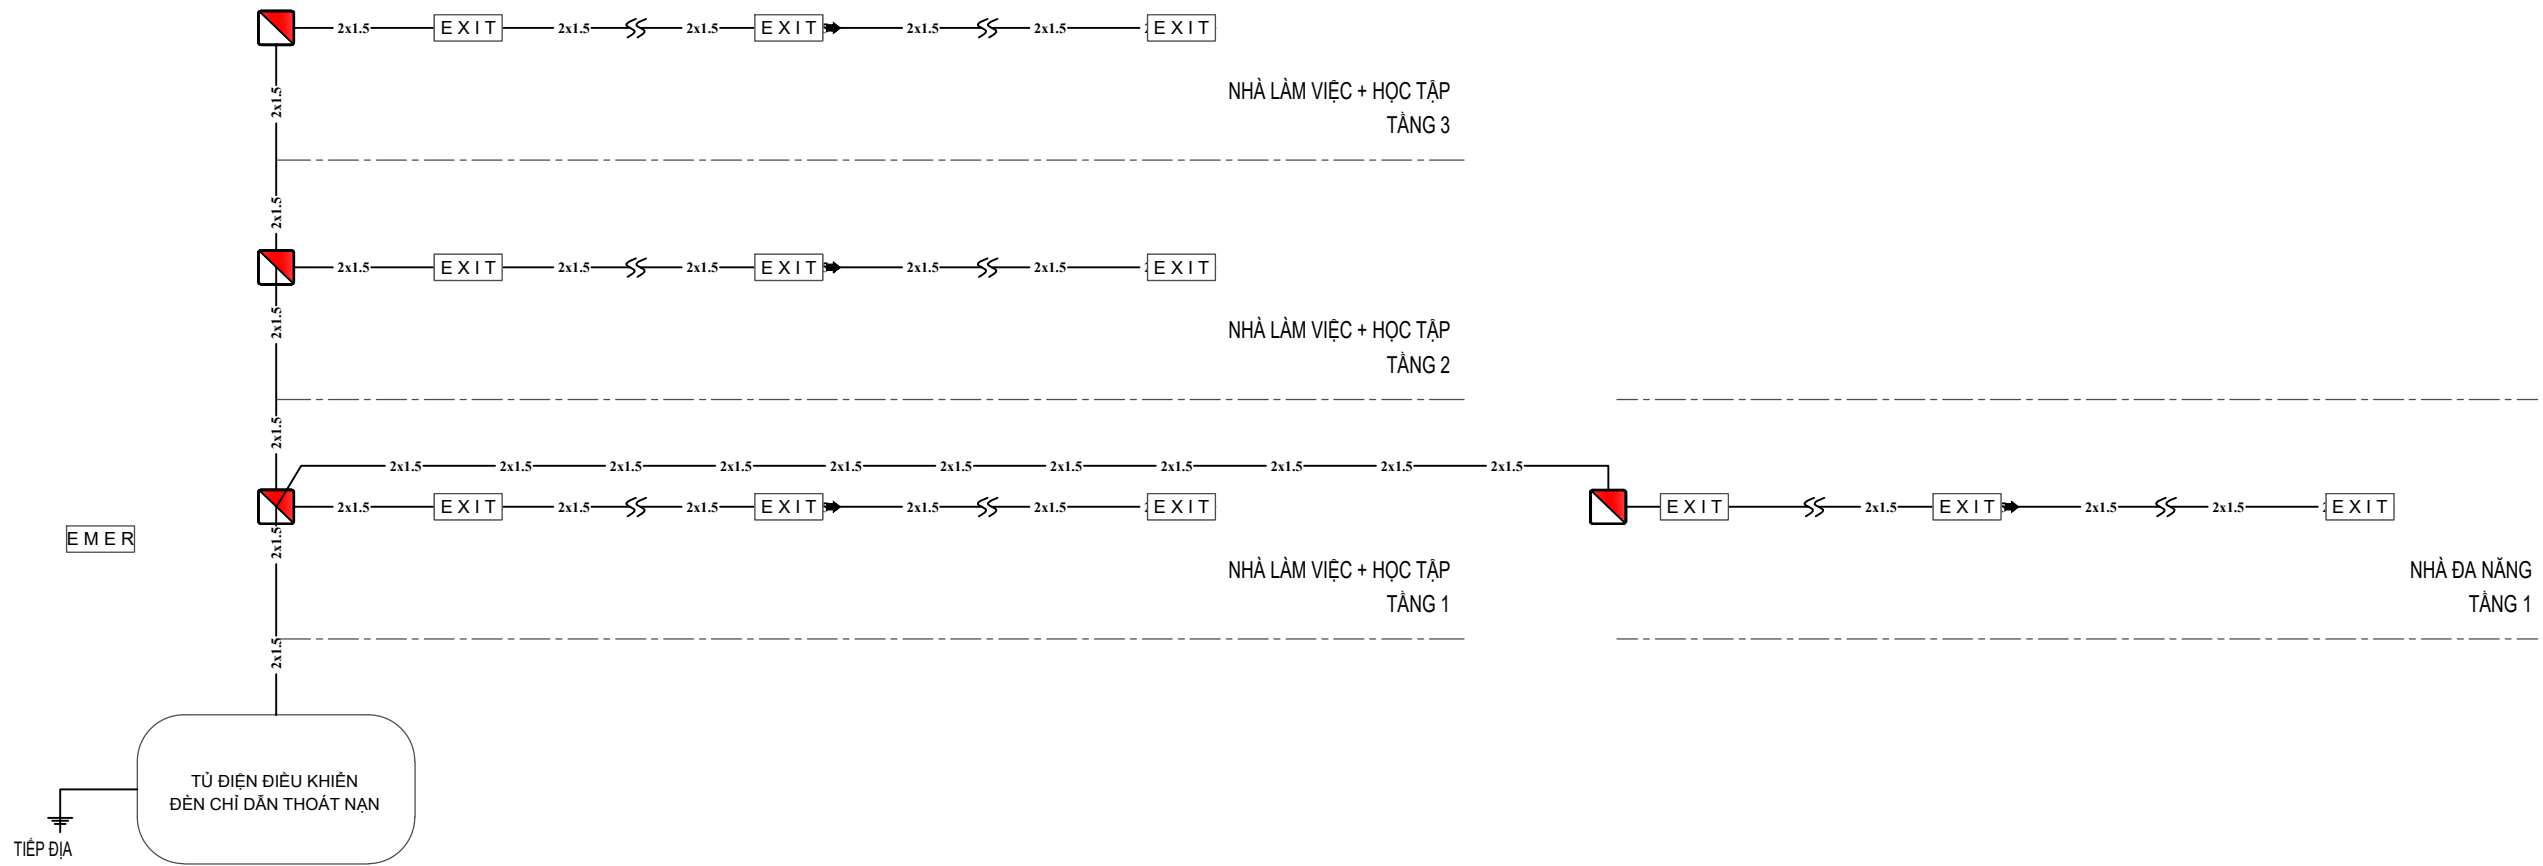 2x1.5 EXIT 2x1.5 2x1.5 EXIT 2x1.5 2x1.5 EXIT
2x1.5
NHÀ LÀM VIỆC + HỌC TẬP
TẦNG 3
2x1.5
2x1.5 EXIT 2x1.5 2x1.5 EXIT 2x1.5 2x1.5 EXIT
2x1.5
NHÀ LÀM VIỆC + HỌC TẬP
TẦNG 2
2x1.5
2x1.5 2x1.5 2x1.5 2x1.5 2x1.5 2x1.5 2x1.5 2x1.5 2x1.5 2x1.5 2x1.5
2x1.5 EXIT 2x1.5 2x1.5 EXIT 2x1.5 2x1.5 EXIT
EXIT 2x1.5 EXIT 2x1.5 2x1.5 EXIT
EMER
2x1.5
NHÀ LÀM VIỆC + HỌC TẬP
TẦNG 1
NHÀ ĐA NĂNG
TẦNG 1
2x1.5
TỦ ĐIỆN ĐIỀU KHIỂN
ĐÈN CHỈ DẪN THOÁT NẠN
TIẾP ĐỊA